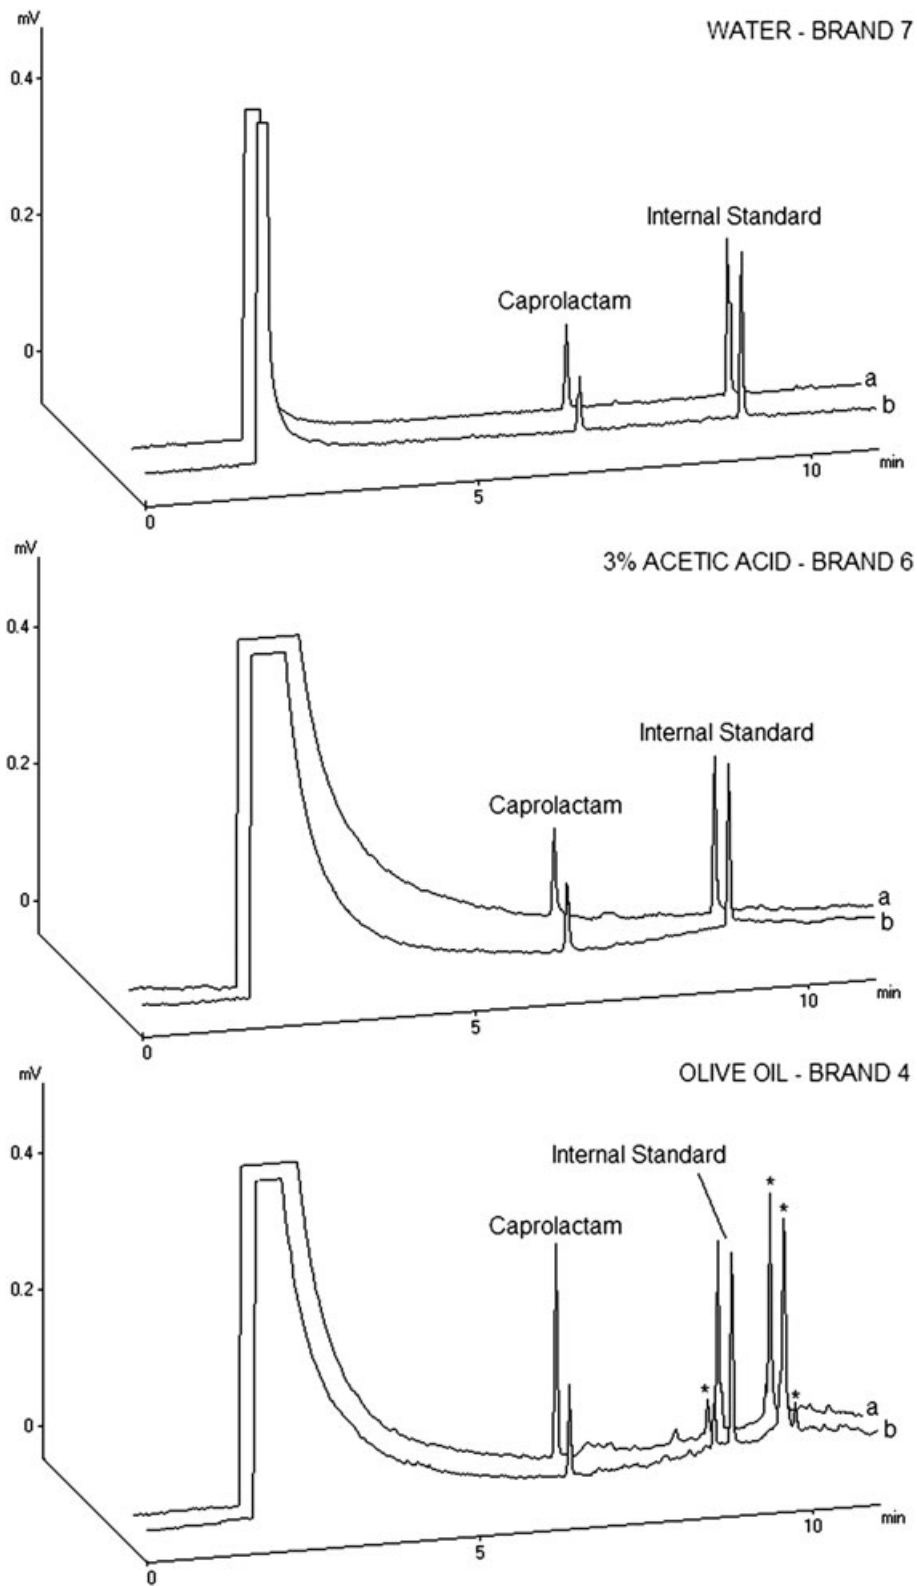 mV
WATER - BRAND 7
0.4
0.2
Internal Standard
Caprolactam
0
a
b
0
5
10
min
mV
3% ACETIC ACID - BRAND 6
0.4
0.2
Internal Standard
Caprolactam
0
a
b
0
5
10
min
mV
OLIVE OIL - BRAND 4
0.4
Internal Standard
*
*
Caprolactam
0.2
*
*
0
a
b
0
5
10
min